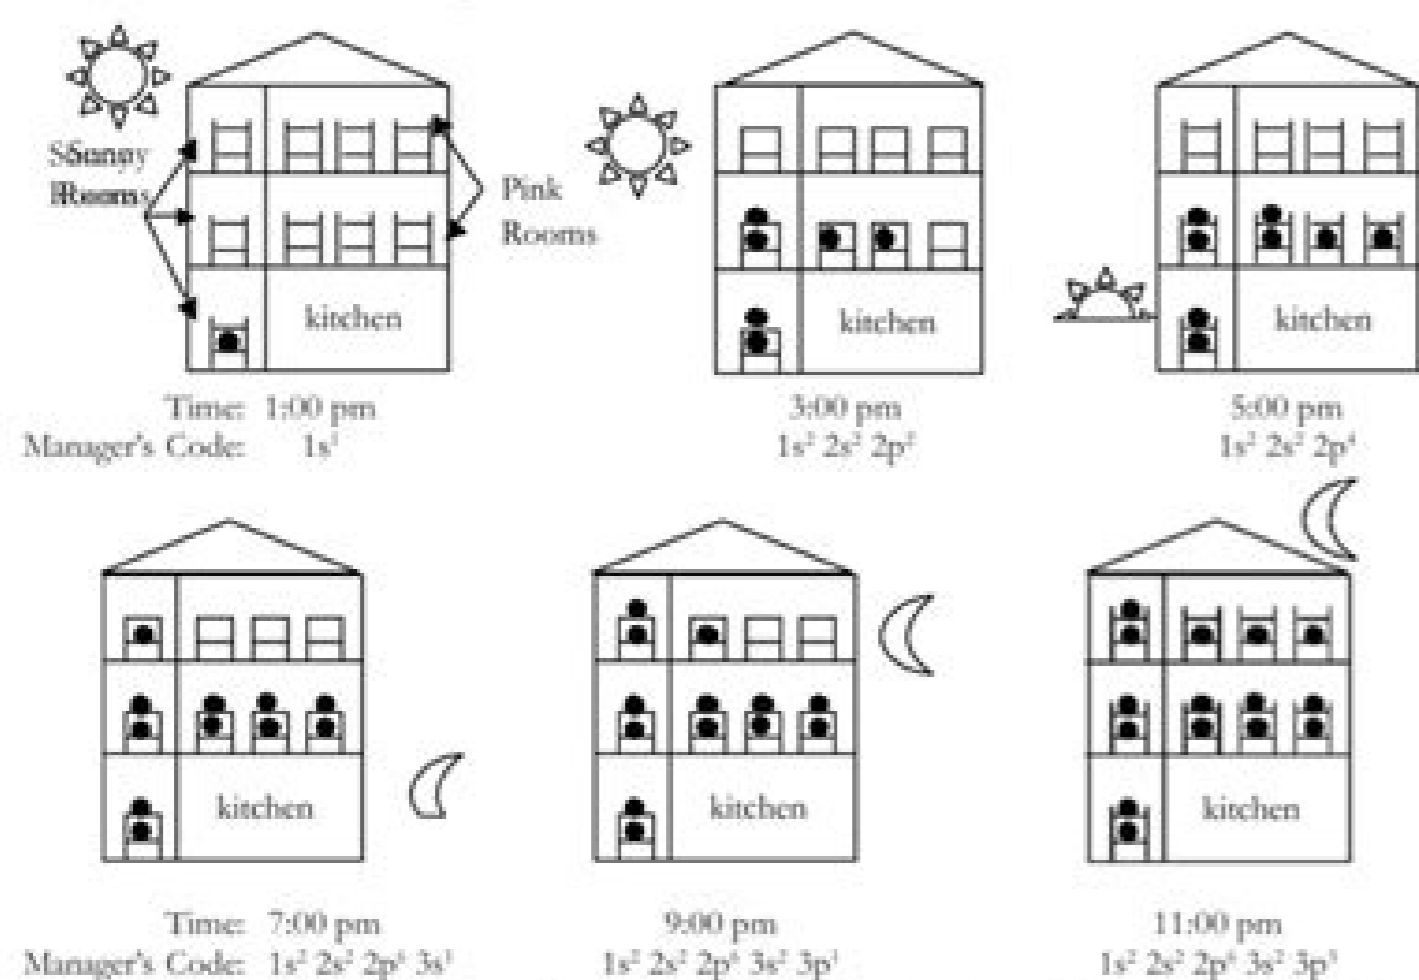 Sunny
Rooms
Pink
Rooms
kitchen
kitchen
kitchen
Time: 1:00 pm
3:00 pm
5:00 pm
Manager's Code: 1s¹
1s² 2s² 2p²
1s² 2s² 2p⁴
kitchen
kitchen
kitchen
Time: 7:00 pm
9:00 pm
11:00 pm
Manager's Code: 1s² 2s² 2p⁶ 3s¹
1s² 2s² 2p⁶ 3s² 3p¹
1s² 2s² 2p⁶ 3s² 3p³